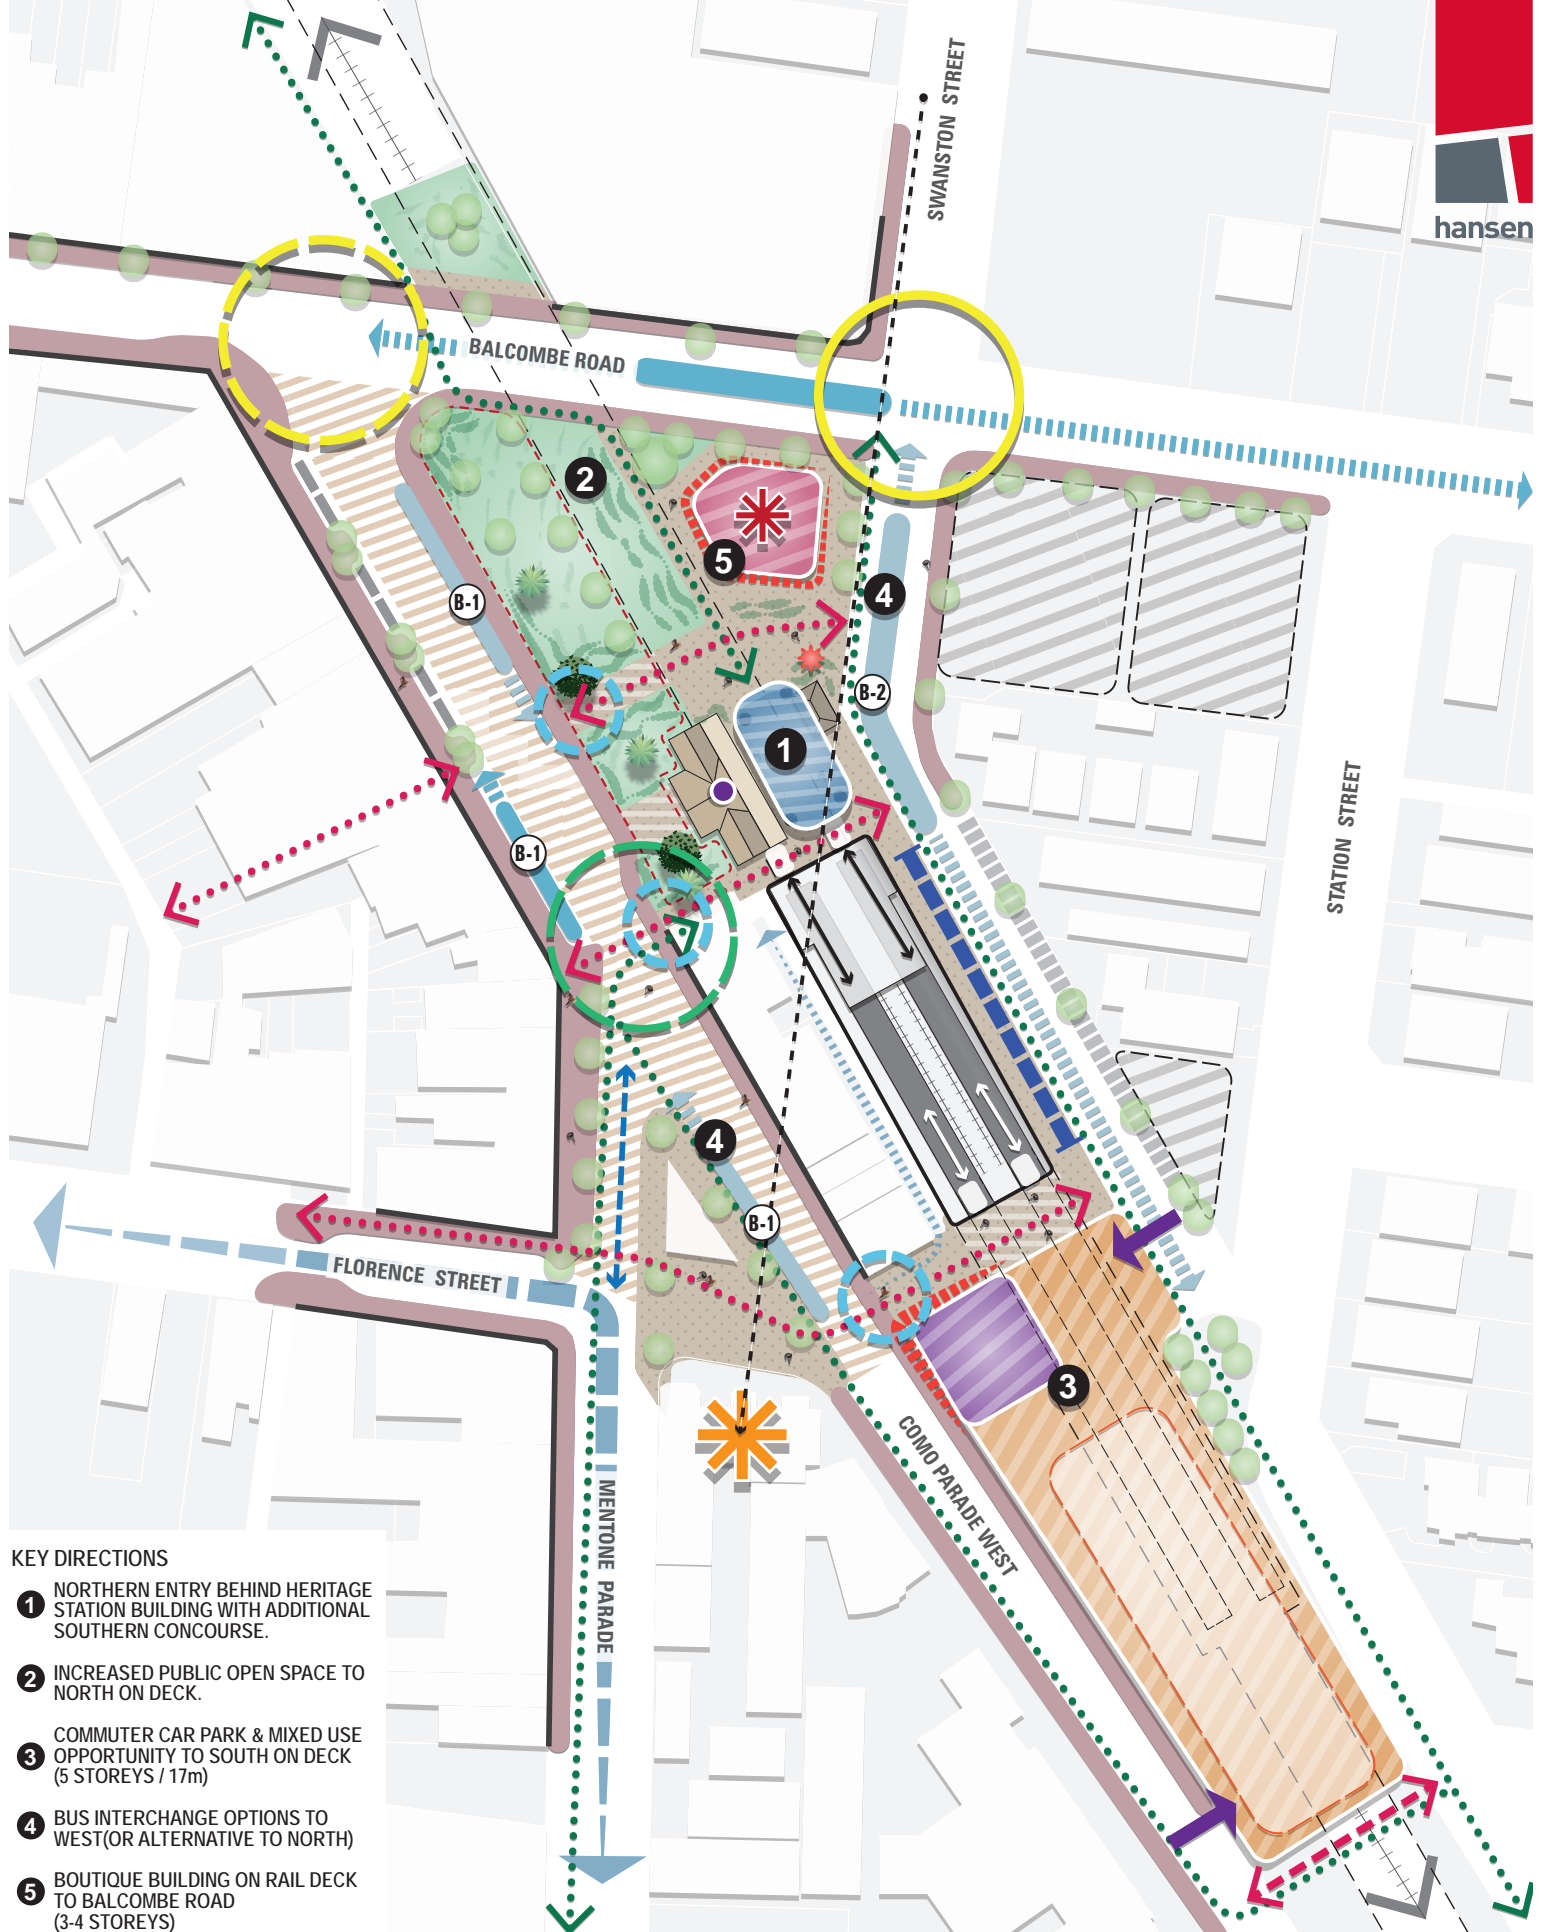 SWANSTON STREET
hansen
BALCOMBE ROAD
2
5
4
B-1
B-2
1
STATION STREET
B-1
4
B-1
FLORENCE STREET
3
COMO PARADE WEST
MENTONE PARADE
KEY DIRECTIONS
1 NORTHERN ENTRY BEHIND HERITAGE
STATION BUILDING WITH ADDITIONAL
SOUTHERN CONCOURSE.
2 INCREASED PUBLIC OPEN SPACE TO
NORTH ON DECK.
3 COMMUTER CAR PARK & MIXED USE
OPPORTUNITY TO SOUTH ON DECK
(5 STOREYS / 17m)
4 BUS INTERCHANGE OPTIONS TO
WEST(OR ALTERNATIVE TO NORTH)
5 BOUTIQUE BUILDING ON RAIL DECK
TO BALCOMBE ROAD
(3-4 STOREYS)